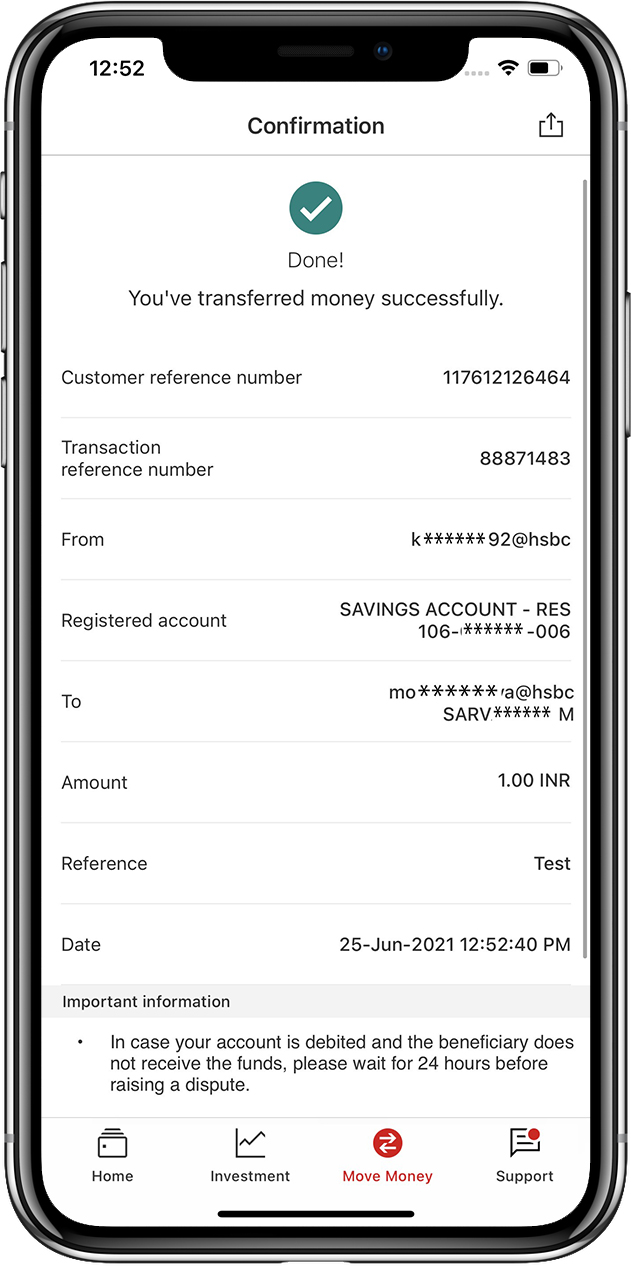 12:52
Confirmation
Done!
You've transferred money successfully.
Customer reference number 117612126464
Transaction
reference number 88871483
From k******92@hsbc
Registered account SAVINGS ACCOUNT - RES
106-******-006
To mo*******a@hsbc
SARV****** M
Amount 1.00 INR
Reference Test
Date 25-Jun-2021 12:52:40 PM
Important information
• In case your account is debited and the beneficiary does
not receive the funds, please wait for 24 hours before
raising a dispute.
Home Investment Move Money Support